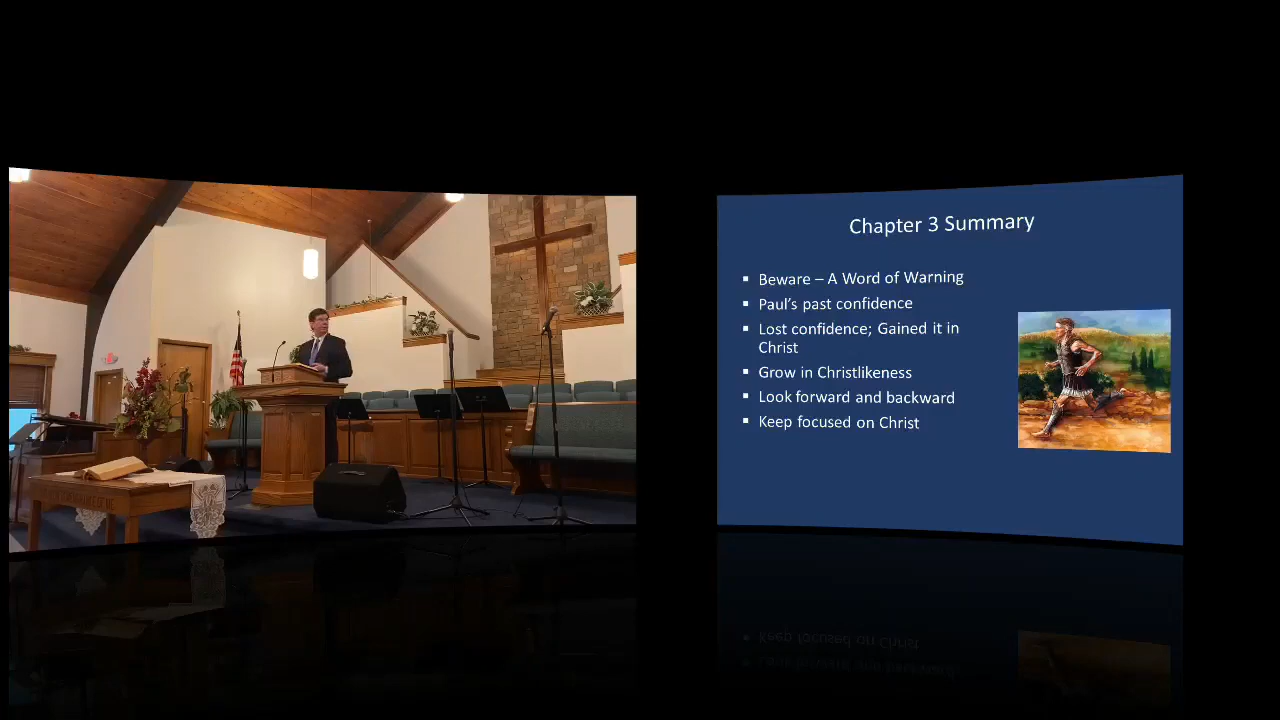 Chapter 3 Summary
Beware – A Word of Warning
Paul's past confidence
Lost confidence; Gained it in
Christ
Grow in Christlikeness
Look forward and backward
Keep focused on Christ